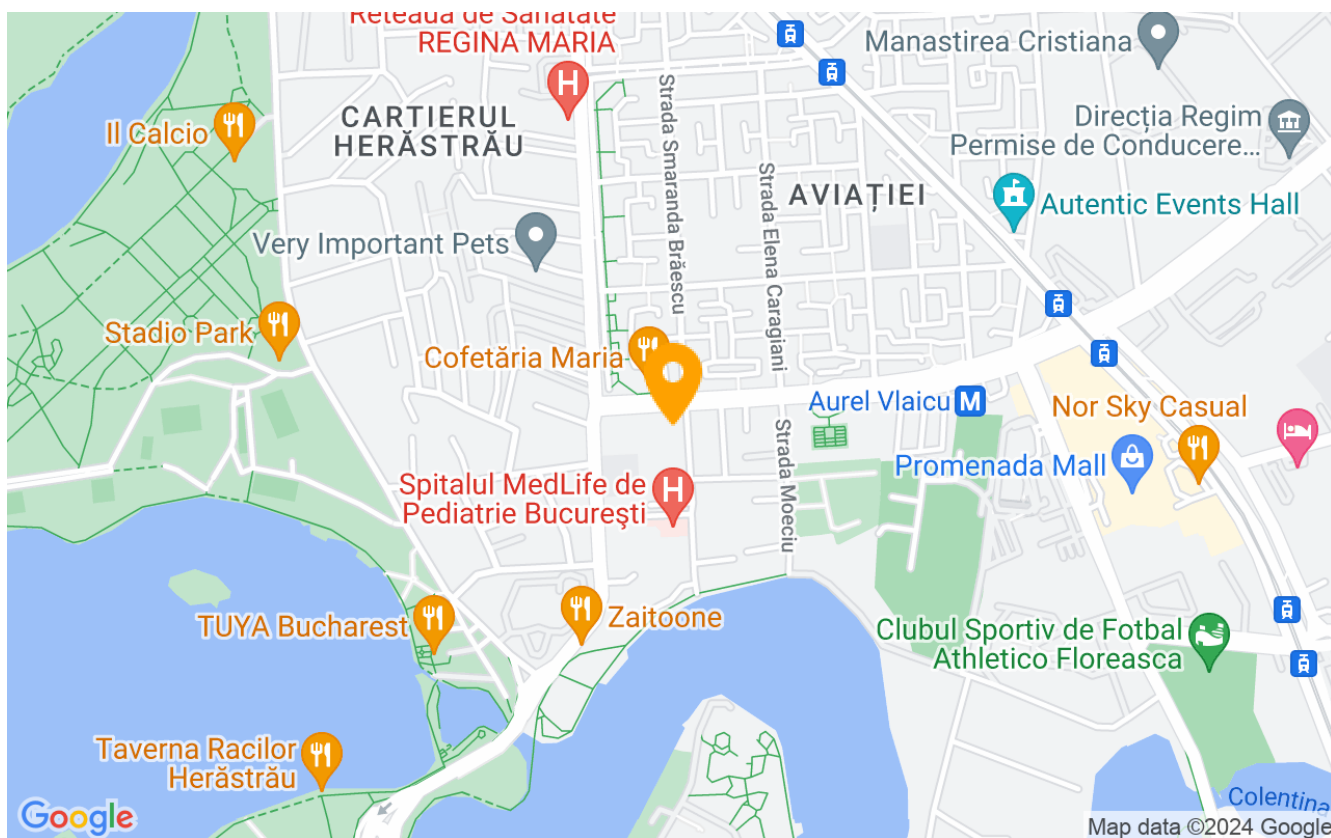 Rețeaua de Sănătate
REGINA MARIA
Manastirea Cristiana
Strada Smaranda Brăescu
CARTIERUL
HERĂSTRĂU
Il Calcio
Direcția Regim
Permise de Conducere...
Strada Elena Caragiani
AVIAȚIEI
Autentic Events Hall
Very Important Pets
Stadio Park
Cofetăria Maria
Aurel Vlaicu
M
Nor Sky Casual
Promenada Mall
Strada Moeciu
Spitalul MedLife de
Pediatrie Bucureşti
H
H
TUYA Bucharest
Zaitoone
Clubul Sportiv de Fotbal
Athletico Floreasca
Taverna Racilor
Herăstrău
Colentina
Google
Map data ©2024 Google